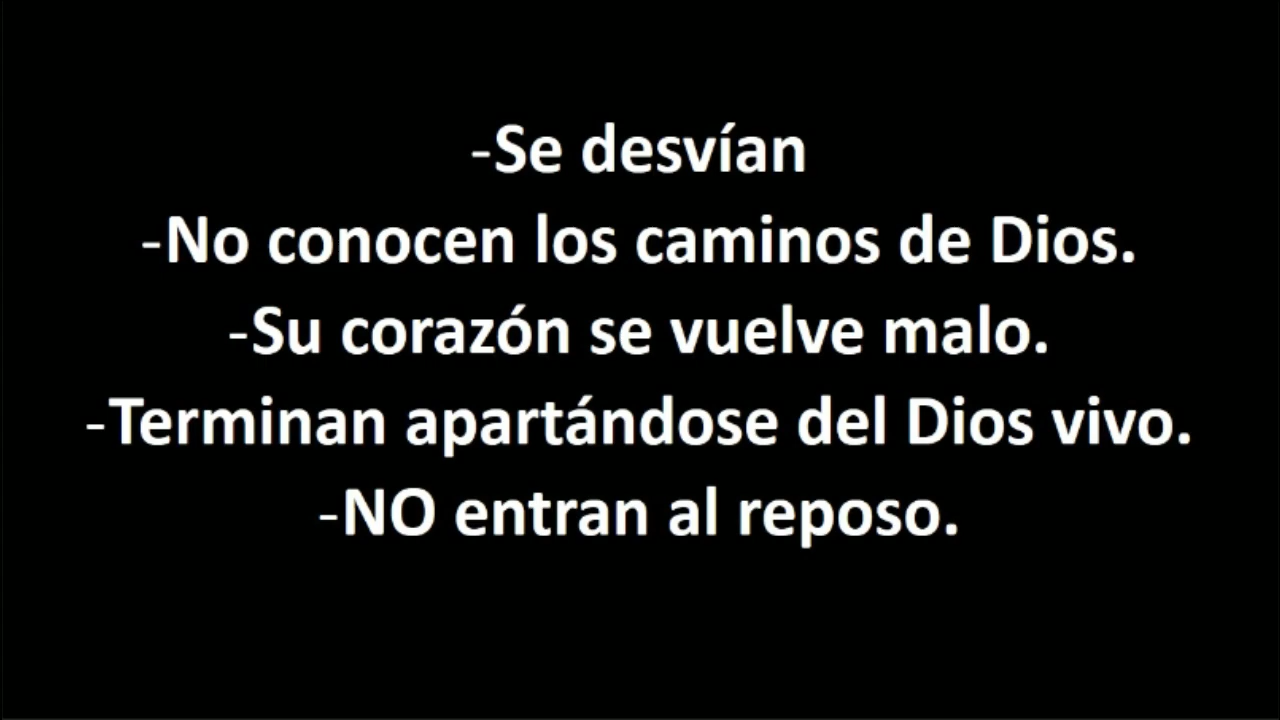 -Se desvían
-No conocen los caminos de Dios.
-Su corazón se vuelve malo.
-Terminan apartándose del Dios vivo.
-NO entran al reposo.